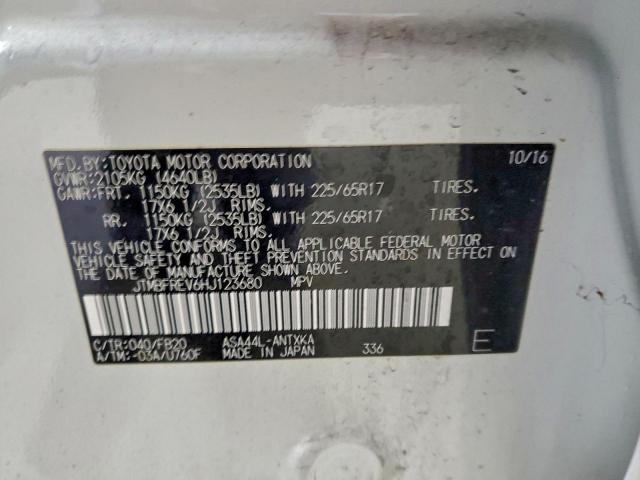 MFD.BY:TOYOTA MOTOR CORPORATION 10/16
GVWR:2105KG (4640LB)
GAWR:FRT. 1150KG (2535LB) WITH 225/65R17 TIRES.
17X6 1/2J RIMS.
RR. 1150KG (2535LB) WITH 225/65R17 TIRES.
17X6 1/2J RIMS.
THIS VEHICLE CONFORMS TO ALL APPLICABLE FEDERAL MOTOR
VEHICLE SAFETY AND THEFT PREVENTION STANDARDS IN EFFECT ON
THE DATE OF MANUFACTURE SHOWN ABOVE.
JTMBFREV6HJ123680 MPV
C/TR:040/FB20 ASA44L-ANTXKA
A/TM:-03A/U760F MADE IN JAPAN 336 E